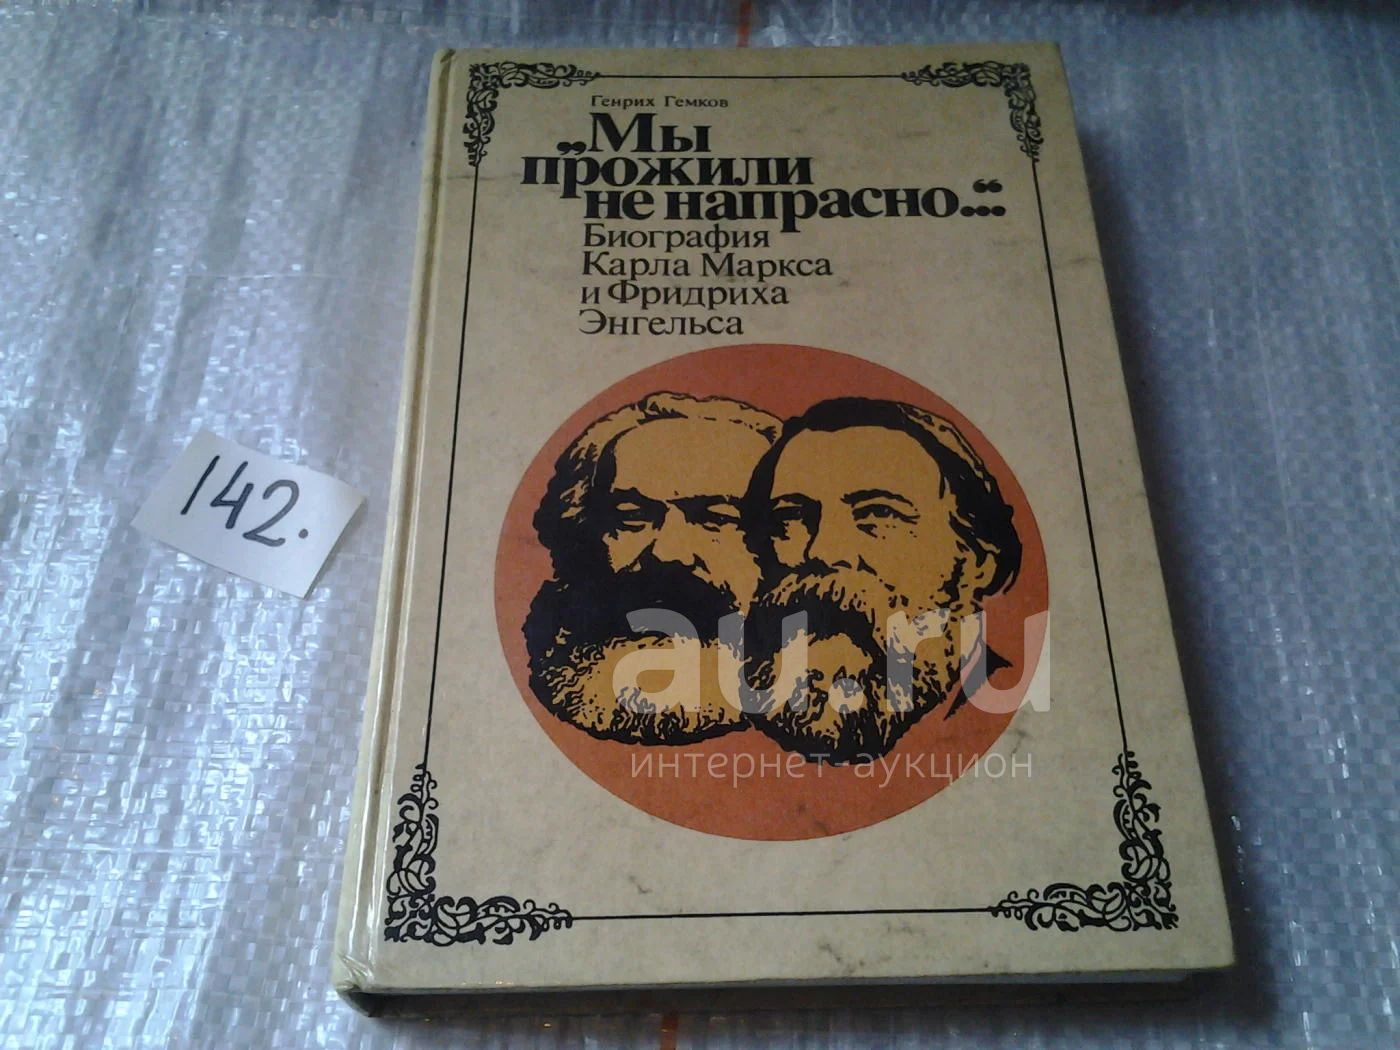 Генрих Гемков
„Мы
прожили
не напрасно...“
Биография
Карла Маркса
и Фридриха
Энгельса
142.
au.ru
интернет-аукцион